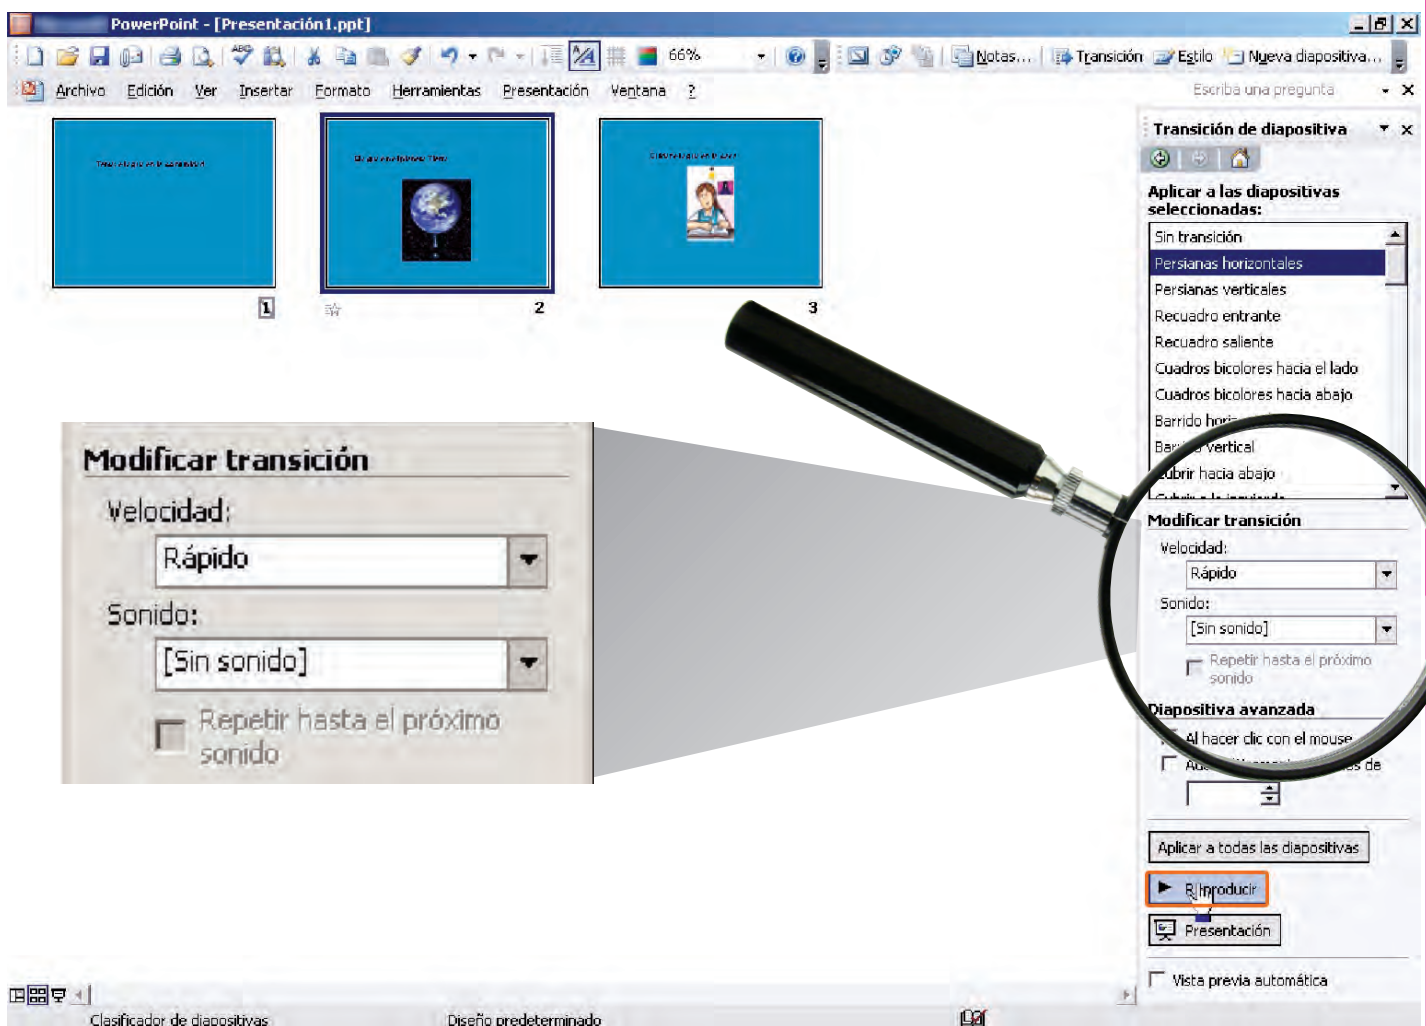 PowerPoint - [Presentación1.ppt]
66%
Notas... Transición Estilo Nueva diapositiva...
Archivo Edición Ver Insertar Formato Herramientas Presentación Ventana ?
Escriba una pregunta
1
2
3
Transición de diapositiva
Aplicar a las diapositivas
seleccionadas:
Sin transición
Persianas horizontales
Persianas verticales
Recuadro entrante
Recuadro saliente
Cuadros bicolores hacia el lado
Cuadros bicolores hacia abajo
Barrido
vertical
hacia abajo
Modificar transición
Velocidad:
Rápido
Sonido:
[Sin sonido]
Repetir hasta el próximo
sonido
Modificar transición
Velocidad:
Rápido
Sonido:
[Sin sonido]
Repetir hasta el próximo
sonido
Diapositiva avanzada
Al hacer clic con el mouse
de
Aplicar a todas las diapositivas
Reproducir
Presentación
Vista previa automática
Clasificador de diapositivas
Diseño predeterminado